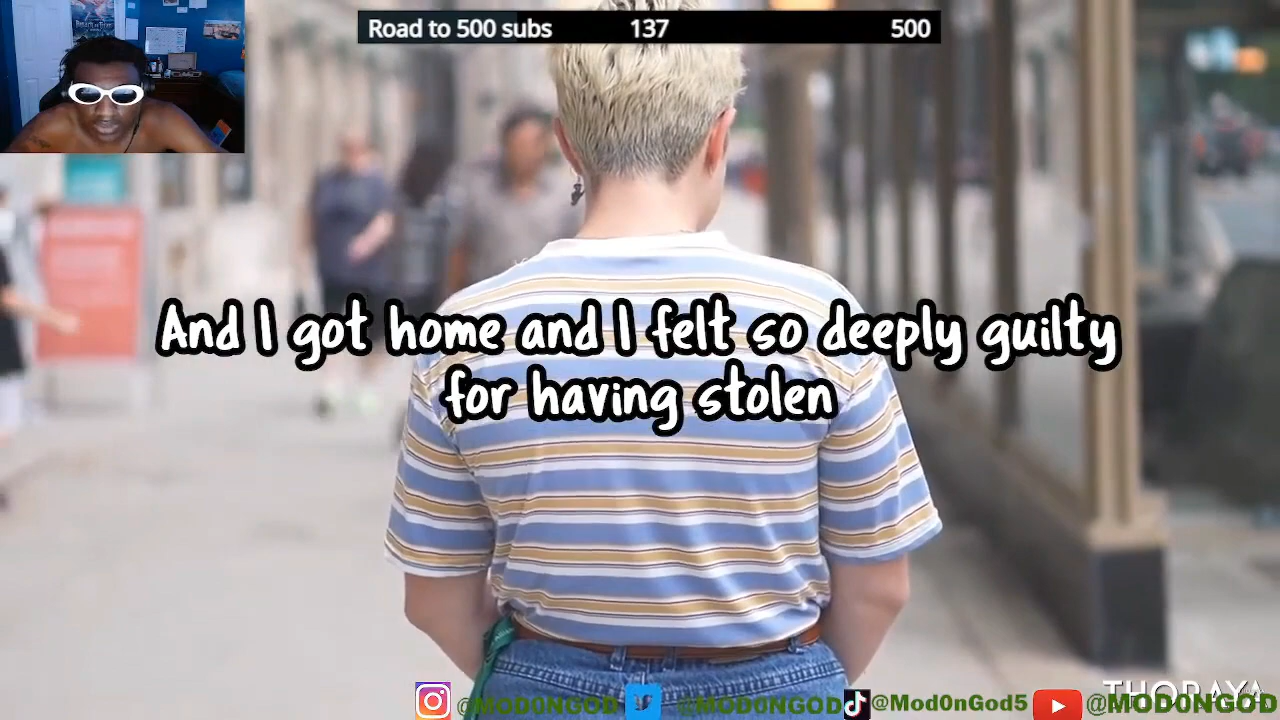 Road to 500 subs 137 500
And I got home and I felt so deeply guilty
for having stolen
THORAYA
@MOD0NGOD @MOD0NGOD @Mod0nGod5 @MOD0NGOD